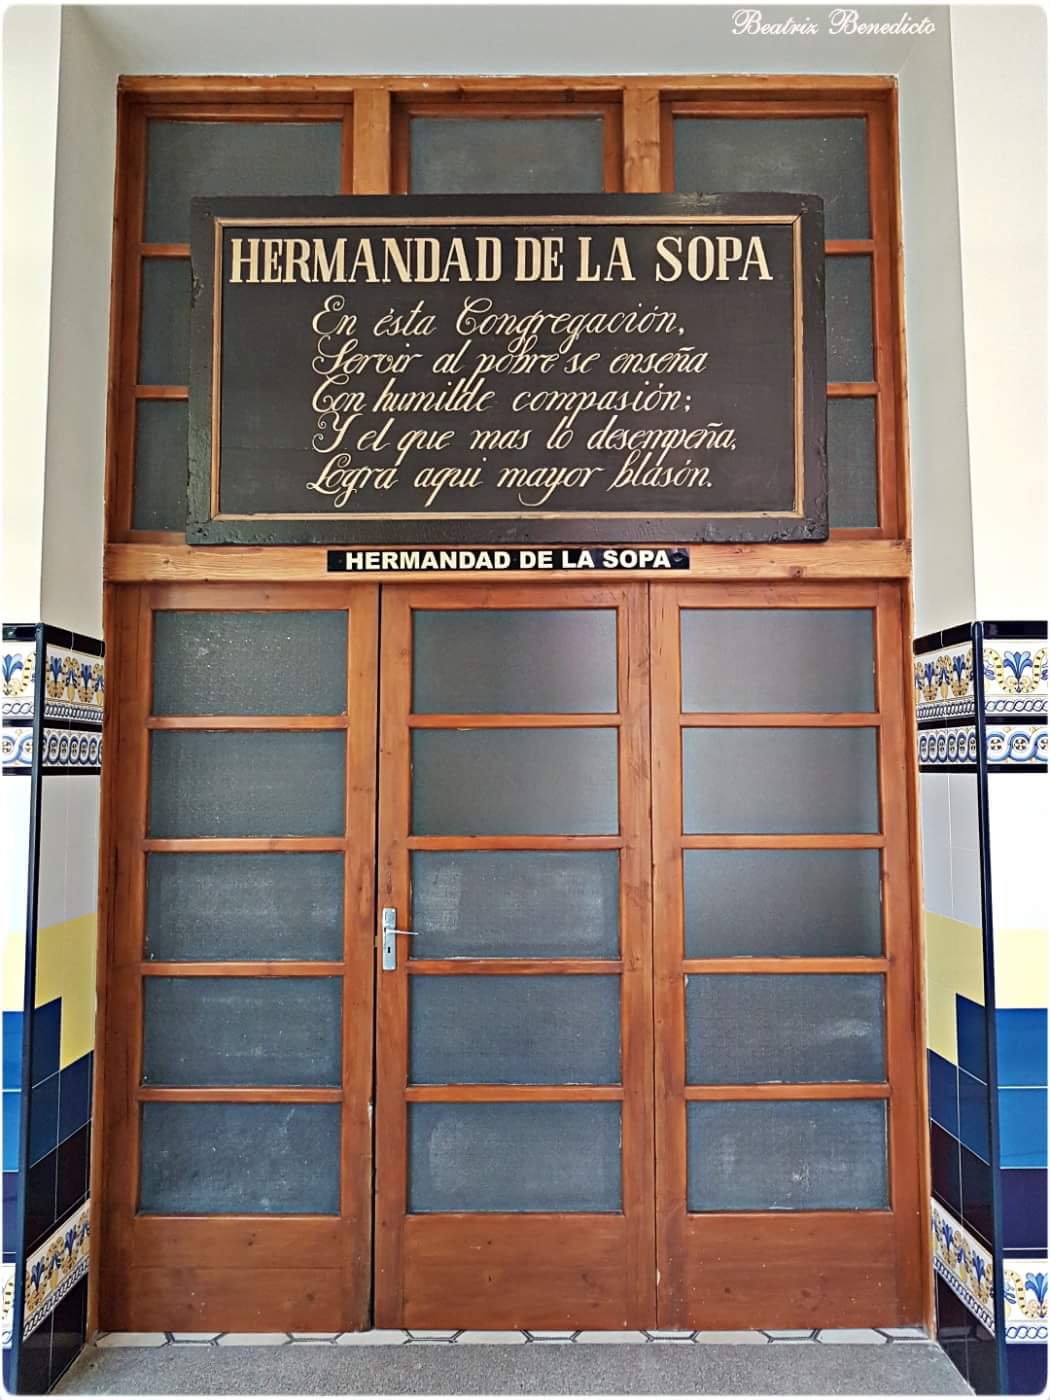 Beatriz Benedicto
HERMANDAD DE LA SOPA
En ésta Congregación,
Servir al pobre se enseña
Con humilde compasión;
Y el que mas lo desempeña,
Logra aqui mayor blasón.
HERMANDAD DE LA SOPA